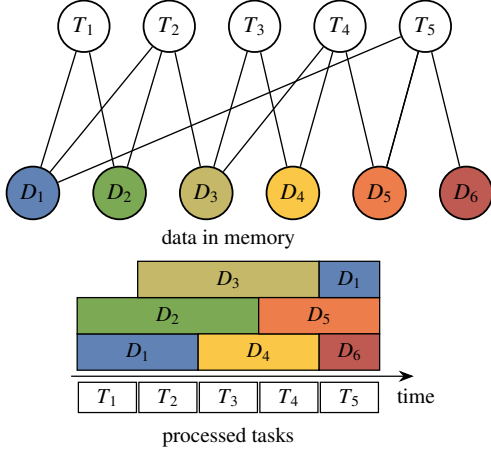 T1 T2 T3 T4 T5
D1 D2 D3 D4 D5 D6
data in memory
D3 D1
D2 D5
D1 D4 D6
time
T1 T2 T3 T4 T5
processed tasks